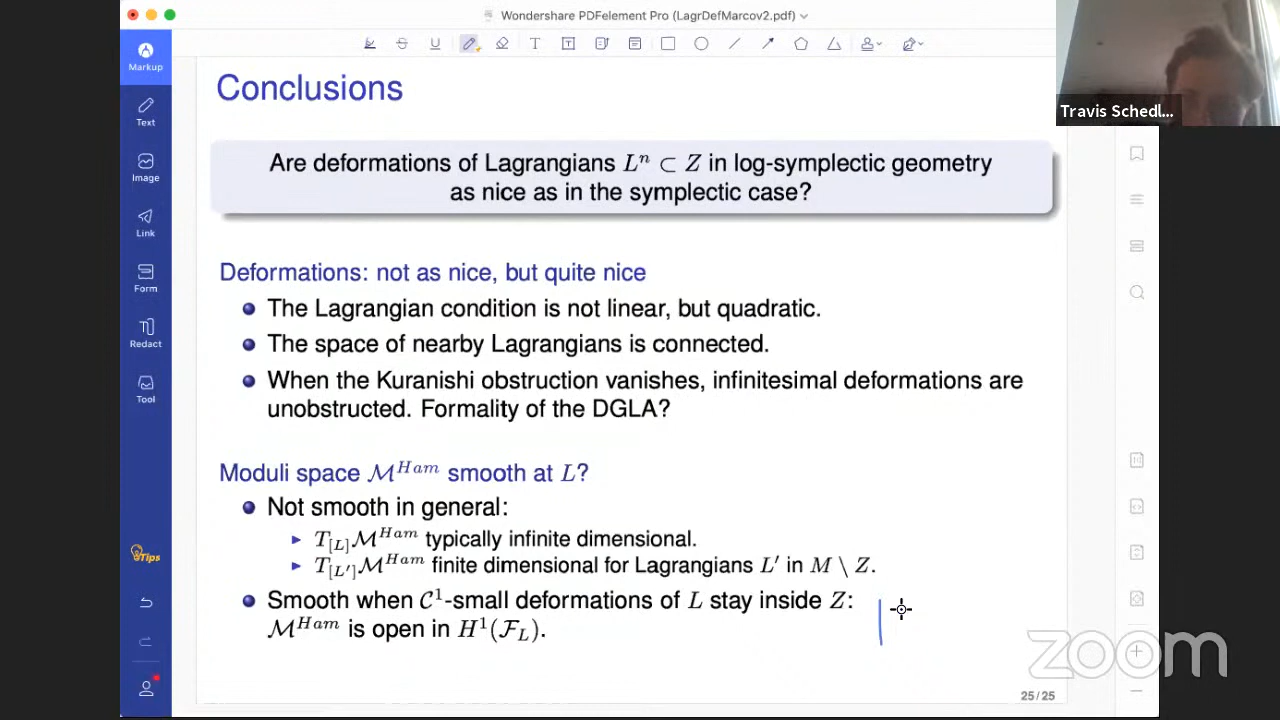 Wondershare PDFelement Pro (LagrDefMarcov2.pdf)
Markup
Text
Image
Link
Form
Redact
Tool
Tips
Travis Schedl...
Conclusions
Are deformations of Lagrangians Lⁿ ⊂ Z in log-symplectic geometry
as nice as in the symplectic case?
Deformations: not as nice, but quite nice
The Lagrangian condition is not linear, but quadratic.
The space of nearby Lagrangians is connected.
When the Kuranishi obstruction vanishes, infinitesimal deformations are
unobstructed. Formality of the DGLA?
Moduli space 𝓜^{Ham} smooth at L?
Not smooth in general:
T_{[L]}𝓜^{Ham} typically infinite dimensional.
T_{[L′]}𝓜^{Ham} finite dimensional for Lagrangians L′ in M \ Z.
Smooth when 𝒞¹-small deformations of L stay inside Z:
𝓜^{Ham} is open in H¹(𝓕_L).
25/25
zoom